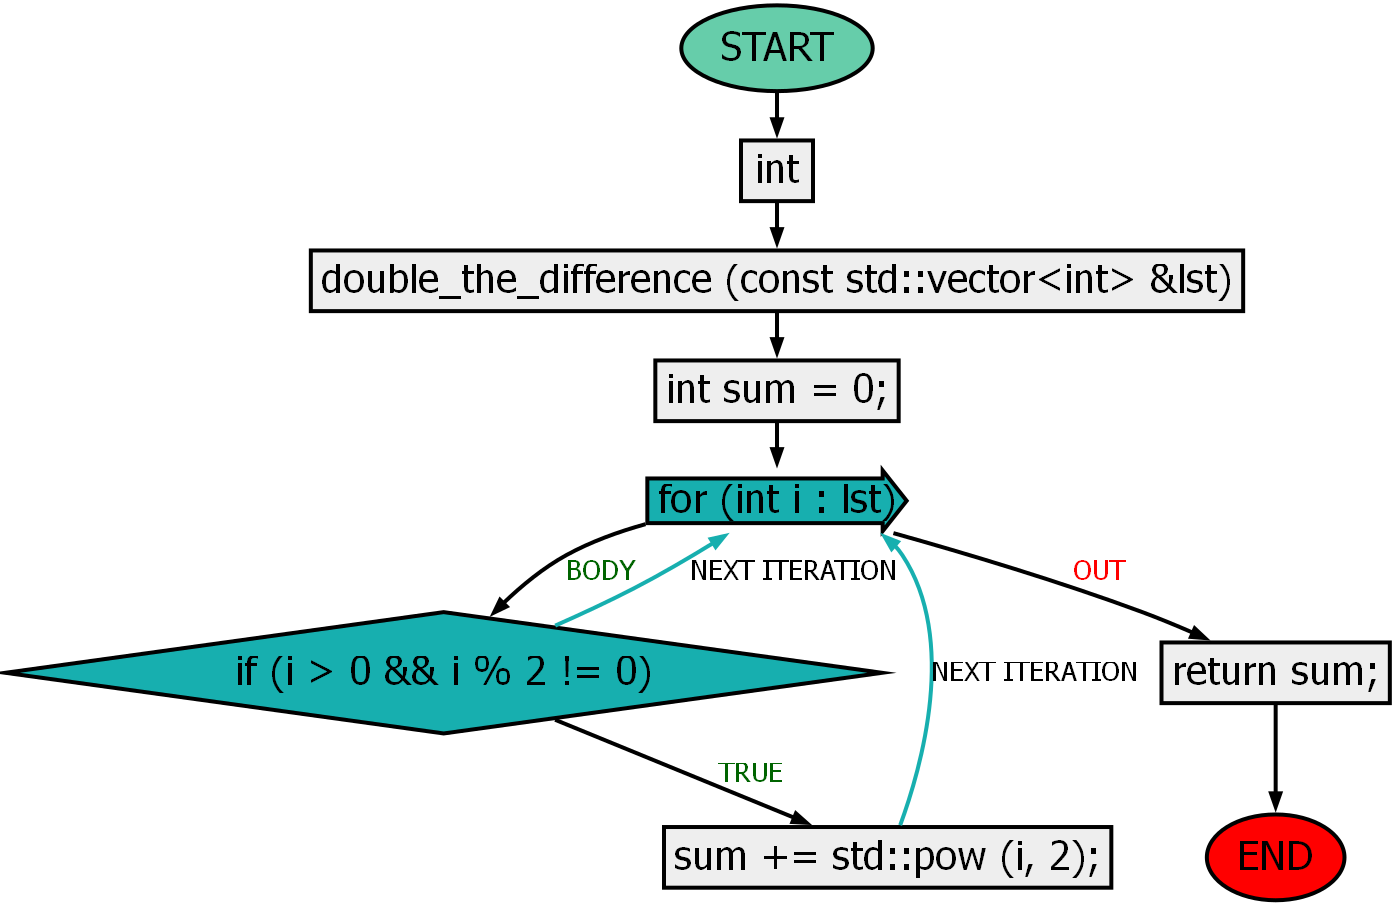 START
int
double_the_difference (const std::vector<int> &lst)
int sum = 0;
for (int i : lst)
BODY
NEXT ITERATION
OUT
if (i > 0 && i % 2 != 0)
NEXT ITERATION
return sum;
TRUE
sum += std::pow (i, 2);
END